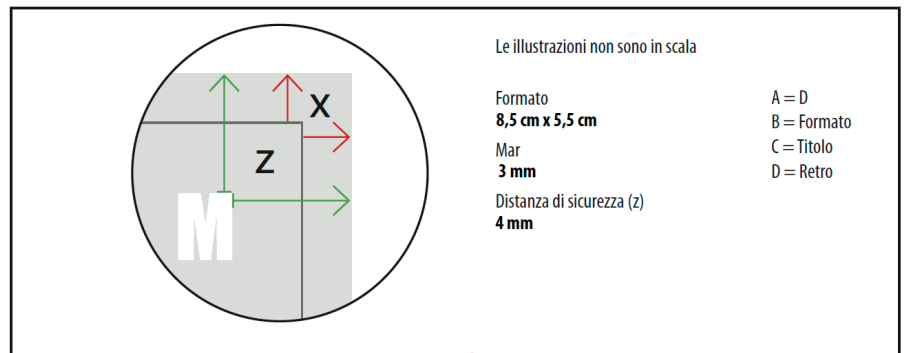 Le illustrazioni non sono in scala
X
Z
M
Formato
8,5 cm x 5,5 cm
Mar
3 mm
Distanza di sicurezza (z)
4 mm
A = D
B = Formato
C = Titolo
D = Retro